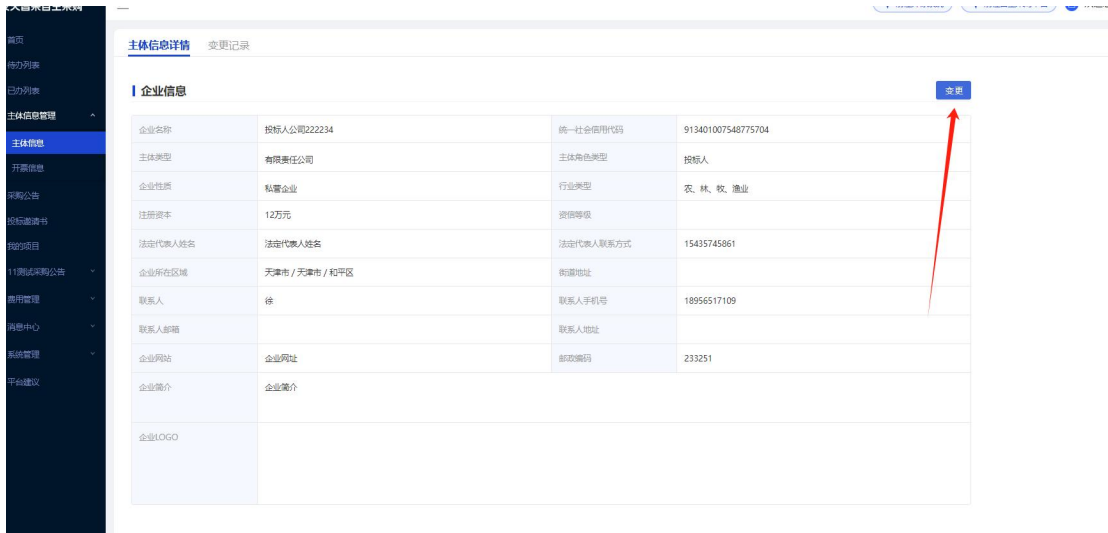 首页
待办列表
已办列表
主体信息管理
主体信息
开票信息
采购公告
投标邀请书
我的项目
11测试采购公告
费用管理
消息中心
系统管理
平台建议
主体信息详情 变更记录
企业信息 变更
企业名称 投标人公司222234 统一社会信用代码 913401007548775704
主体类型 有限责任公司 主体角色类型 投标人
企业性质 私营企业 行业类型 农、林、牧、渔业
注册资本 12万元 资信等级
法定代表人姓名 法定代表人姓名 法定代表人联系方式 15435745861
企业所在区域 天津市 / 天津市 / 和平区 街道地址
联系人 徐 联系人手机号 18956517109
联系人邮箱 联系人地址
企业网站 企业网址 邮政编码 233251
企业简介 企业简介
企业LOGO